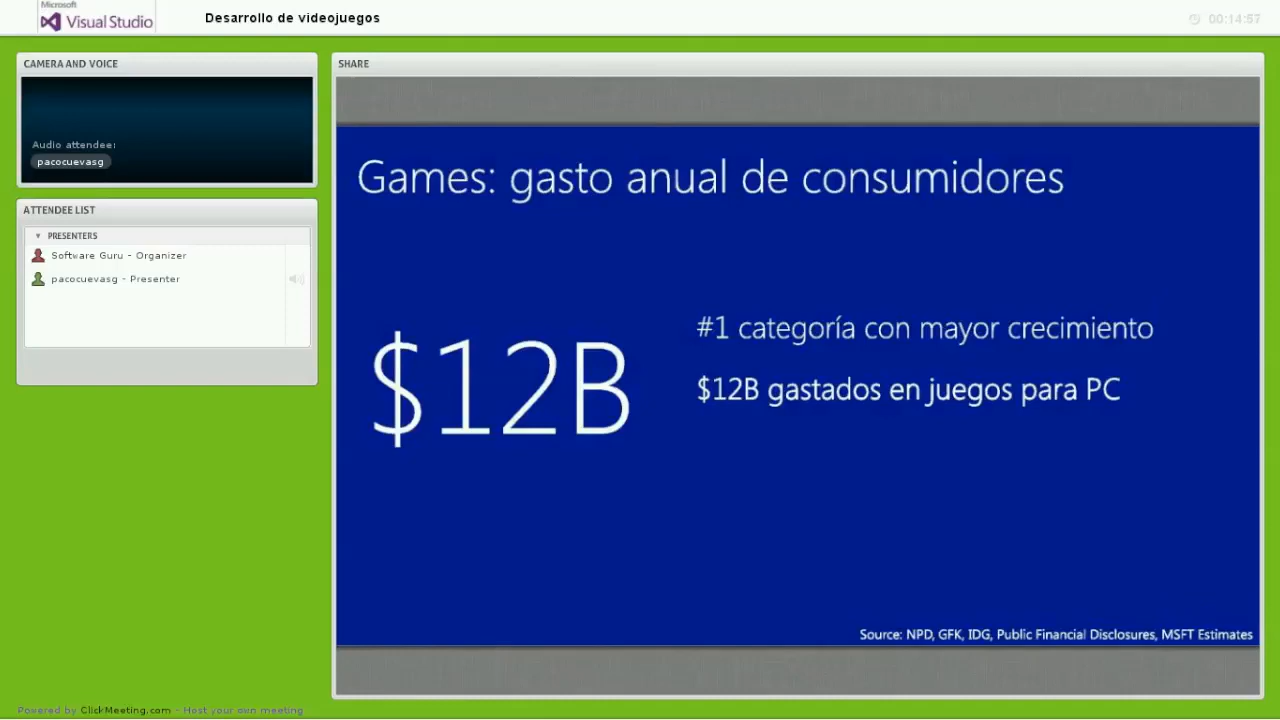 Microsoft
Visual Studio
Desarrollo de videojuegos
00:14:57
CAMERA AND VOICE
Audio attendee:
pacocuevasg
ATTENDEE LIST
PRESENTERS
Software Guru - Organizer
pacocuevasg - Presenter
SHARE
Games: gasto anual de consumidores
$12B
#1 categoría con mayor crecimiento
$12B gastados en juegos para PC
Source: NPD, GFK, IDG, Public Financial Disclosures, MSFT Estimates
Powered by ClickMeeting.com - Host your own meeting